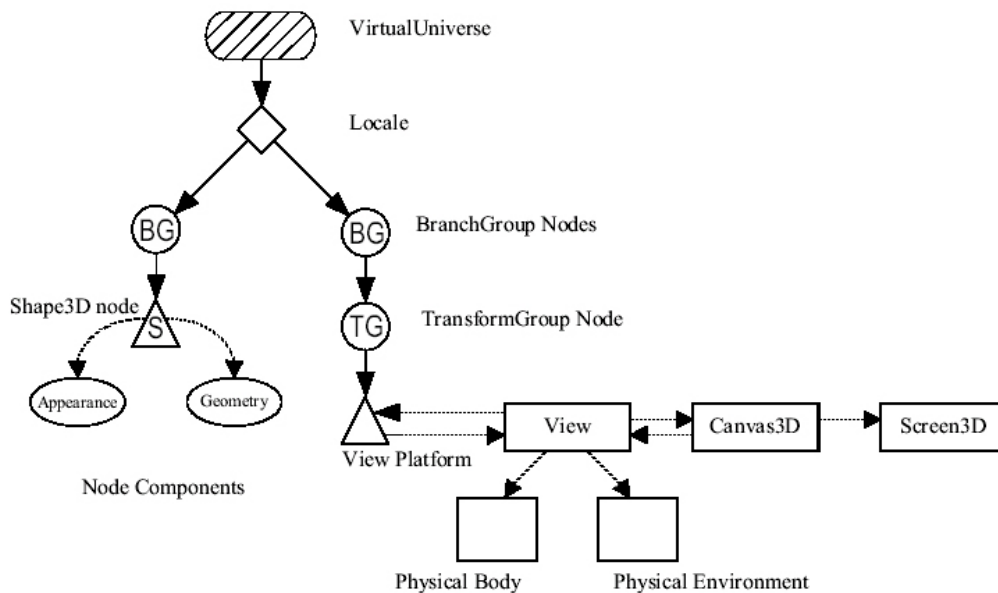 VirtualUniverse
Locale
BG
BG
BranchGroup Nodes
Shape3D node
S
TG
TransformGroup Node
Appearance
Geometry
View
Canvas3D
Screen3D
View Platform
Node Components
Physical Body
Physical Environment